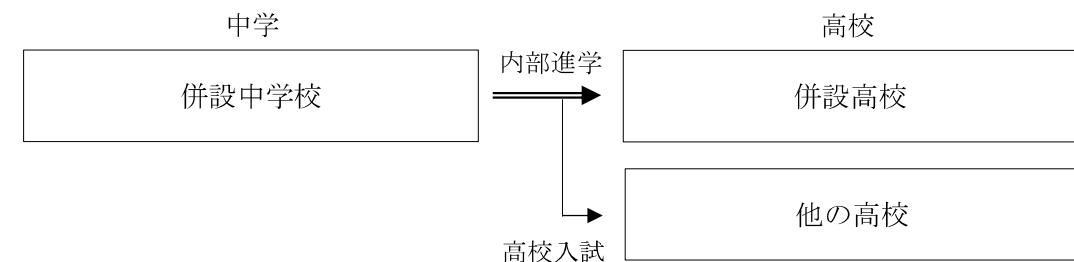 中学
高校
併設中学校
内部進学
併設高校
他の高校
高校入試